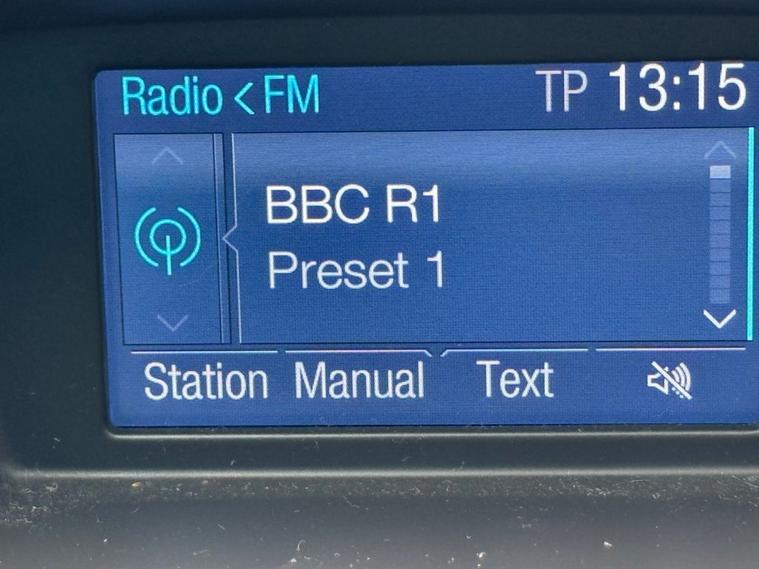 Radio < FM TP 13:15
BBC R1
Preset 1
Station Manual Text